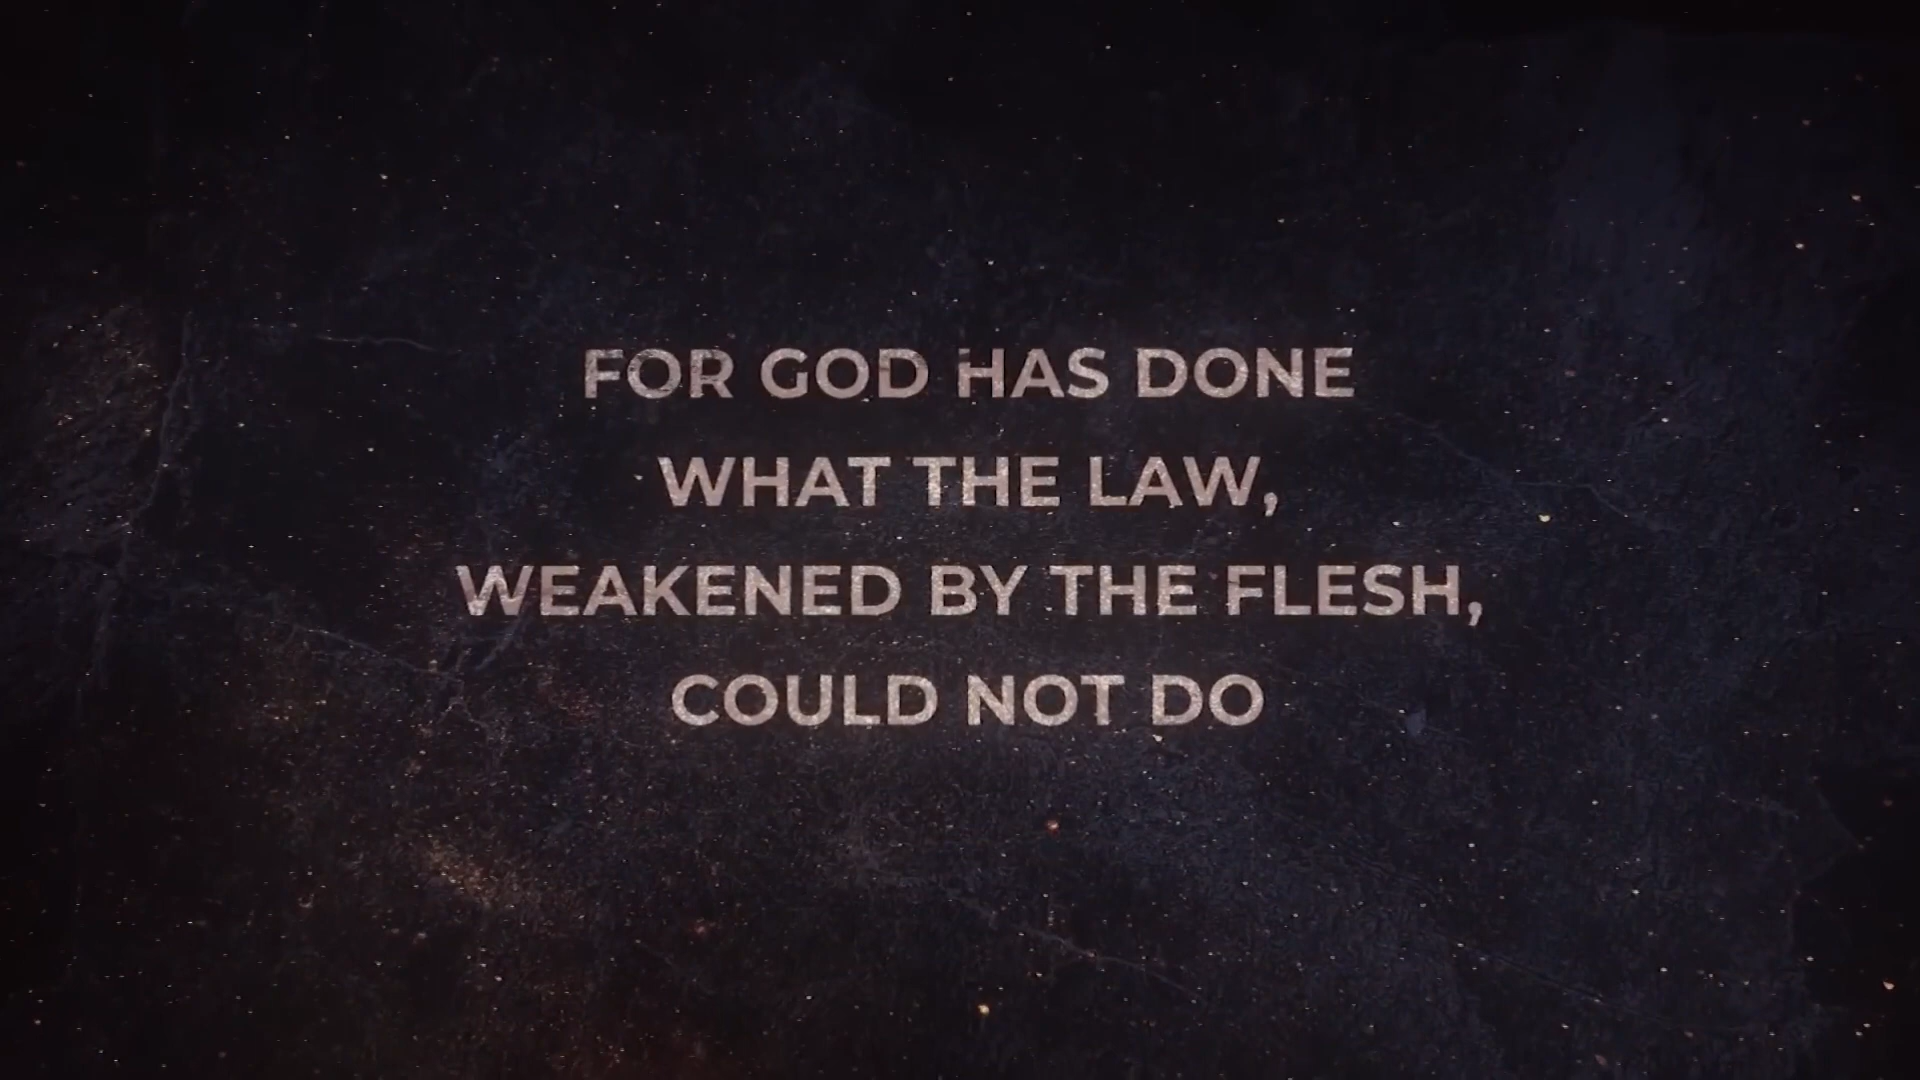 FOR GOD HAS DONE
WHAT THE LAW,
WEAKENED BY THE FLESH,
COULD NOT DO